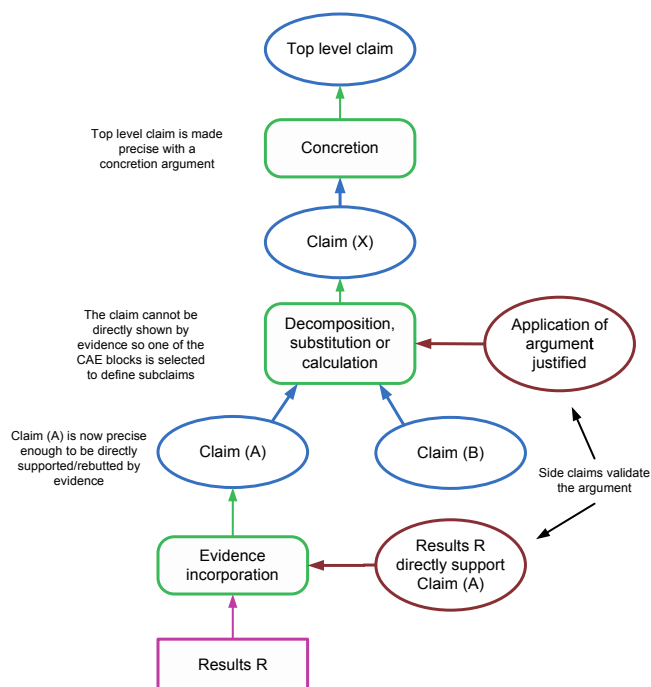 Top level claim
Top level claim is made
precise with a
concretion argument
Concretion
Claim (X)
The claim cannot be
directly shown by
evidence so one of the
CAE blocks is selected
to define subclaims
Decomposition,
substitution or
calculation
Application of
argument
justified
Claim (A) is now precise
enough to be directly
supported/rebutted by
evidence
Claim (A)
Claim (B)
Side claims validate
the argument
Evidence
incorporation
Results R
directly support
Claim (A)
Results R